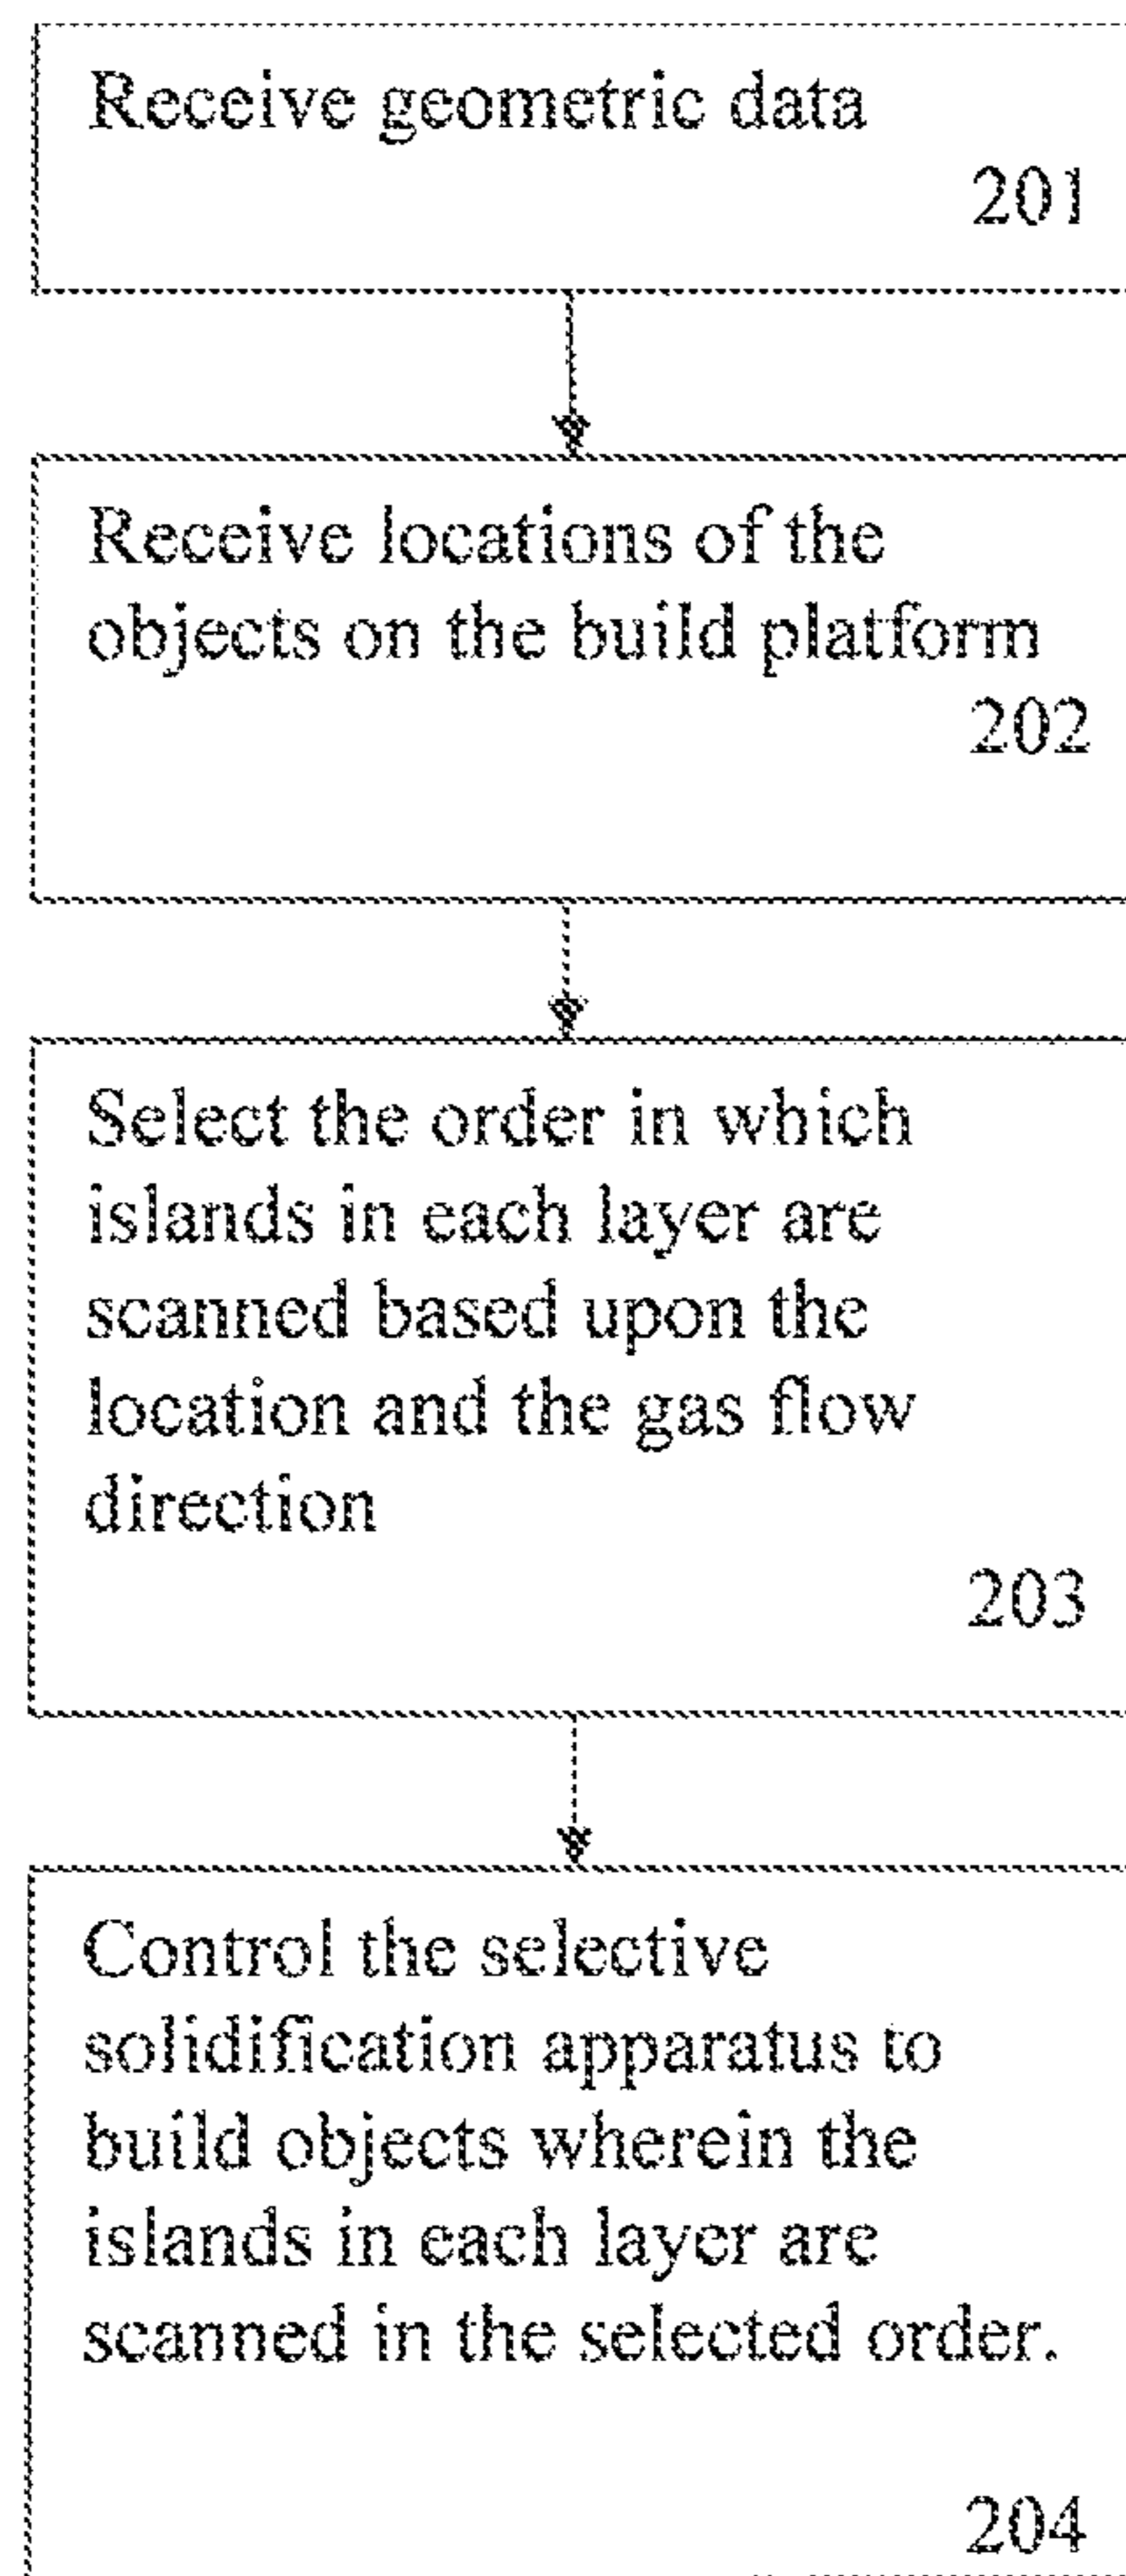 Receive geometric data
201
Receive locations of the
objects on the build platform
202
Select the order in which
islands in each layer are
scanned based upon the
location and the gas flow
direction
203
Control the selective
solidification apparatus to
build objects wherein the
islands in each layer are
scanned in the selected order.
204